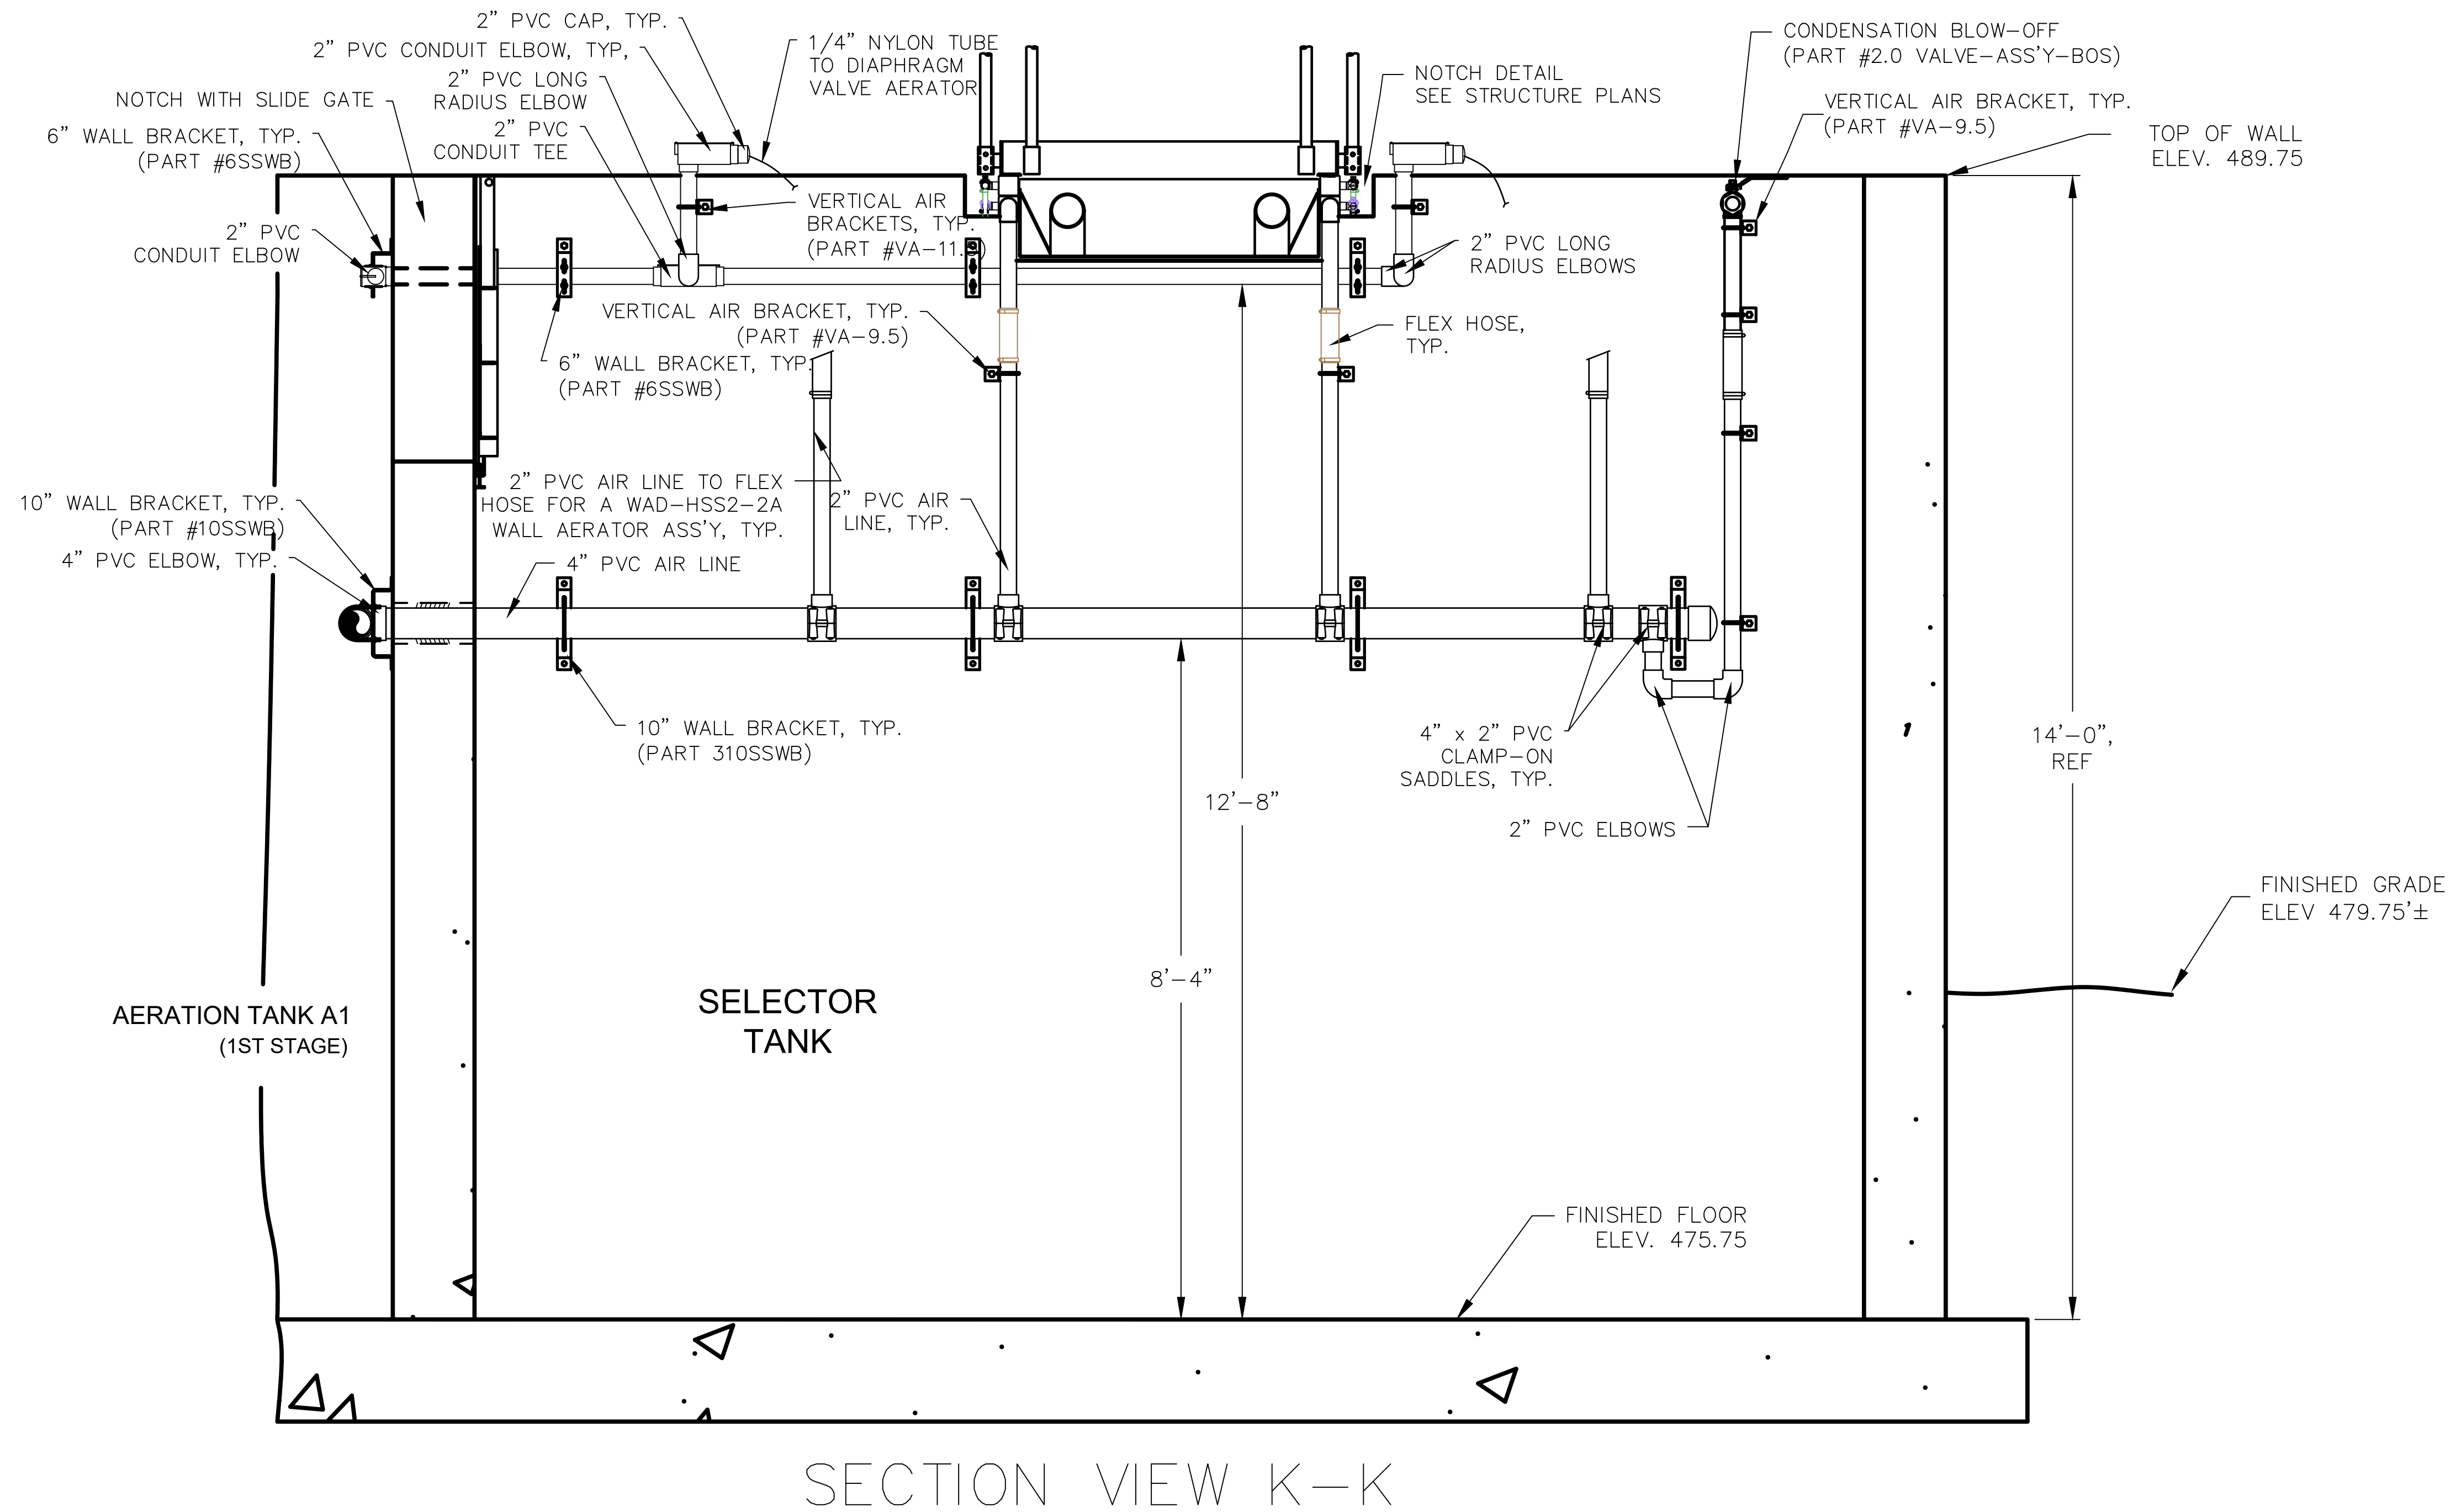 2” PVC CAP, TYP.
2” PVC CONDUIT ELBOW, TYP,
2” PVC LONG
RADIUS ELBOW
2” PVC
CONDUIT TEE
1/4” NYLON TUBE
TO DIAPHRAGM
VALVE AERATOR
NOTCH WITH SLIDE GATE
6” WALL BRACKET, TYP.
(PART #6SSWB)
2” PVC
CONDUIT ELBOW
NOTCH DETAIL
SEE STRUCTURE PLANS
CONDENSATION BLOW-OFF
(PART #2.0 VALVE-ASS’Y-BOS)
VERTICAL AIR BRACKET, TYP.
(PART #VA-9.5)
TOP OF WALL
ELEV. 489.75
VERTICAL AIR
BRACKETS, TYP.
(PART #VA-11.5)
2” PVC LONG
RADIUS ELBOWS
VERTICAL AIR BRACKET, TYP.
(PART #VA-9.5)
FLEX HOSE,
TYP.
6” WALL BRACKET, TYP.
(PART #6SSWB)
10” WALL BRACKET, TYP.
(PART #10SSWB)
4” PVC ELBOW, TYP.
2” PVC AIR LINE TO FLEX
HOSE FOR A WAD-HSS2-2A
WALL AERATOR ASS’Y, TYP.
2” PVC AIR
LINE, TYP.
4” PVC AIR LINE
10” WALL BRACKET, TYP.
(PART 310SSWB)
4” x 2” PVC
CLAMP-ON
SADDLES, TYP.
2” PVC ELBOWS
14’-0”,
REF
12’-8”
8’-4”
FINISHED GRADE
ELEV 479.75’±
AERATION TANK A1
(1ST STAGE)
SELECTOR
TANK
FINISHED FLOOR
ELEV. 475.75
SECTION VIEW K-K